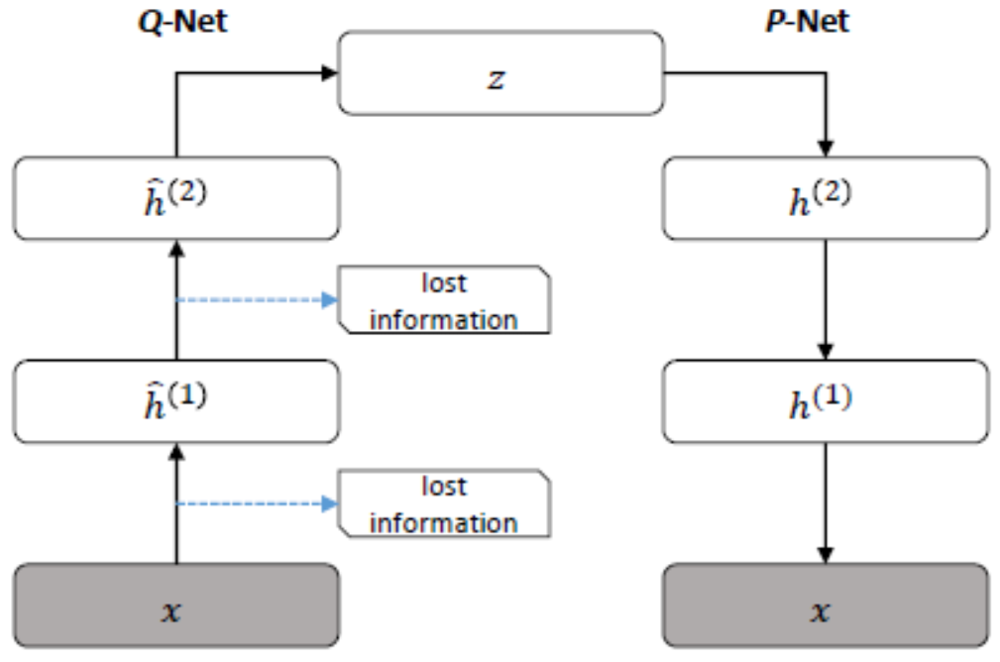 Q-Net
P-Net
z
ĥ(2)
h(2)
lost
information
ĥ(1)
h(1)
lost
information
x
x